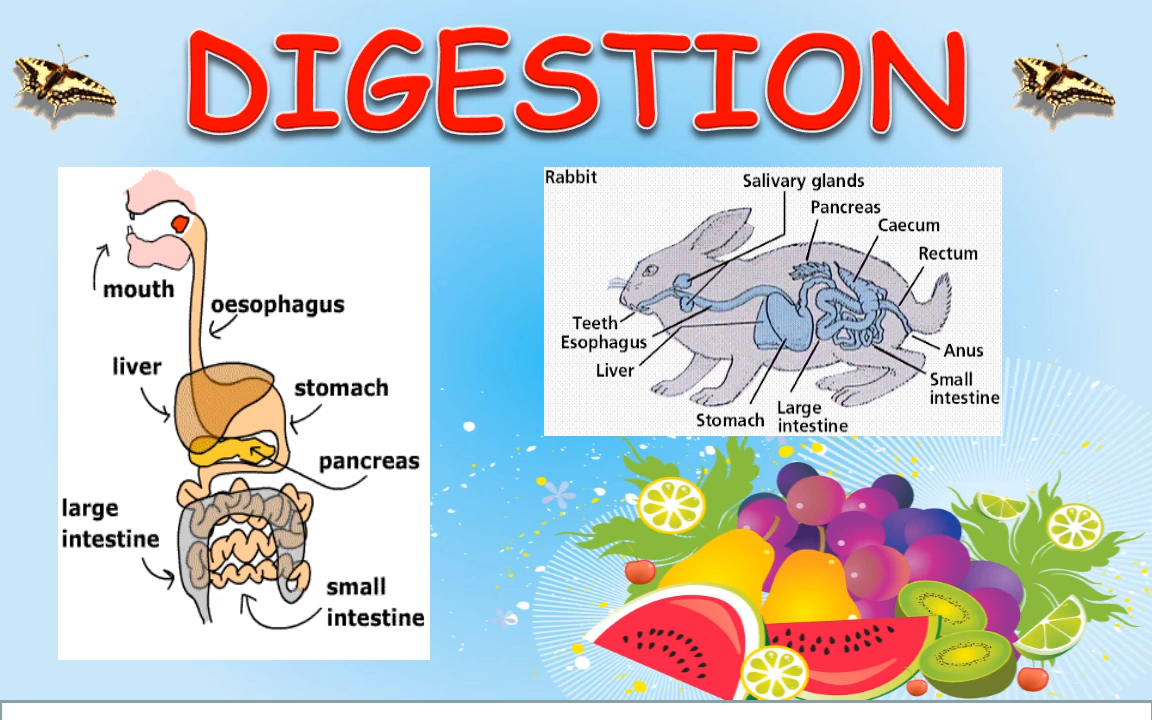 DIGESTION
mouth
oesophagus
liver
stomach
pancreas
large
intestine
small
intestine
Rabbit
Salivary glands
Pancreas
Caecum
Rectum
Teeth
Esophagus
Liver
Anus
Small
intestine
Stomach
Large
intestine